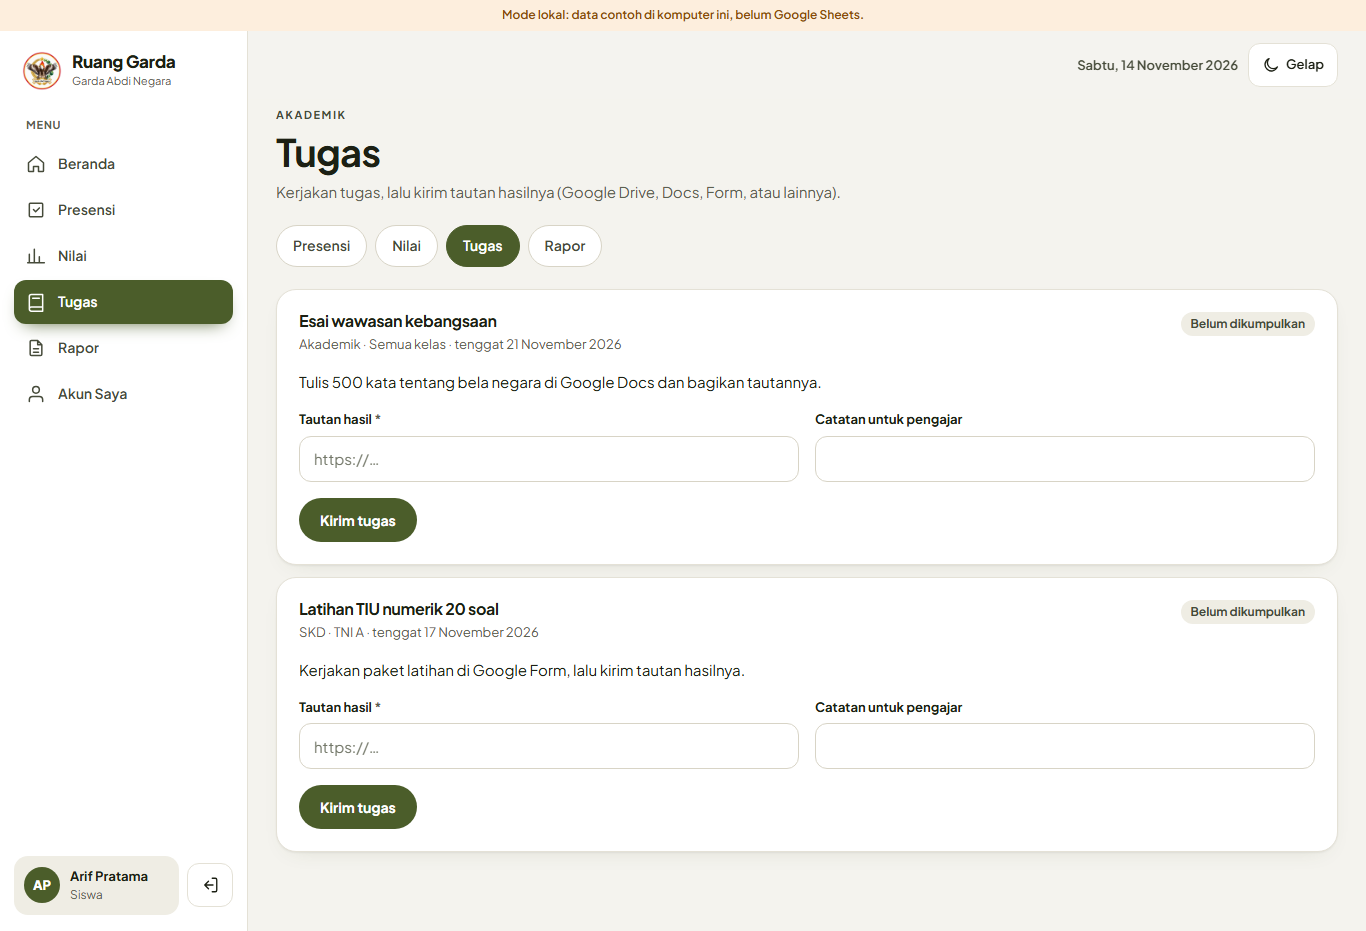 Mode lokal: data contoh di komputer ini, belum Google Sheets.
Ruang Garda
Garda Abdi Negara
MENU
Beranda
Presensi
Nilai
Tugas
Rapor
Akun Saya
AP
Arif Pratama
Siswa
Sabtu, 14 November 2026
Gelap
AKADEMIK
Tugas
Kerjakan tugas, lalu kirim tautan hasilnya (Google Drive, Docs, Form, atau lainnya).
Presensi
Nilai
Tugas
Rapor
Esai wawasan kebangsaan
Belum dikumpulkan
Akademik · Semua kelas · tenggat 21 November 2026
Tulis 500 kata tentang bela negara di Google Docs dan bagikan tautannya.
Tautan hasil *
Catatan untuk pengajar
https://…
Kirim tugas
Latihan TIU numerik 20 soal
Belum dikumpulkan
SKD · TNI A · tenggat 17 November 2026
Kerjakan paket latihan di Google Form, lalu kirim tautan hasilnya.
Tautan hasil *
Catatan untuk pengajar
https://…
Kirim tugas